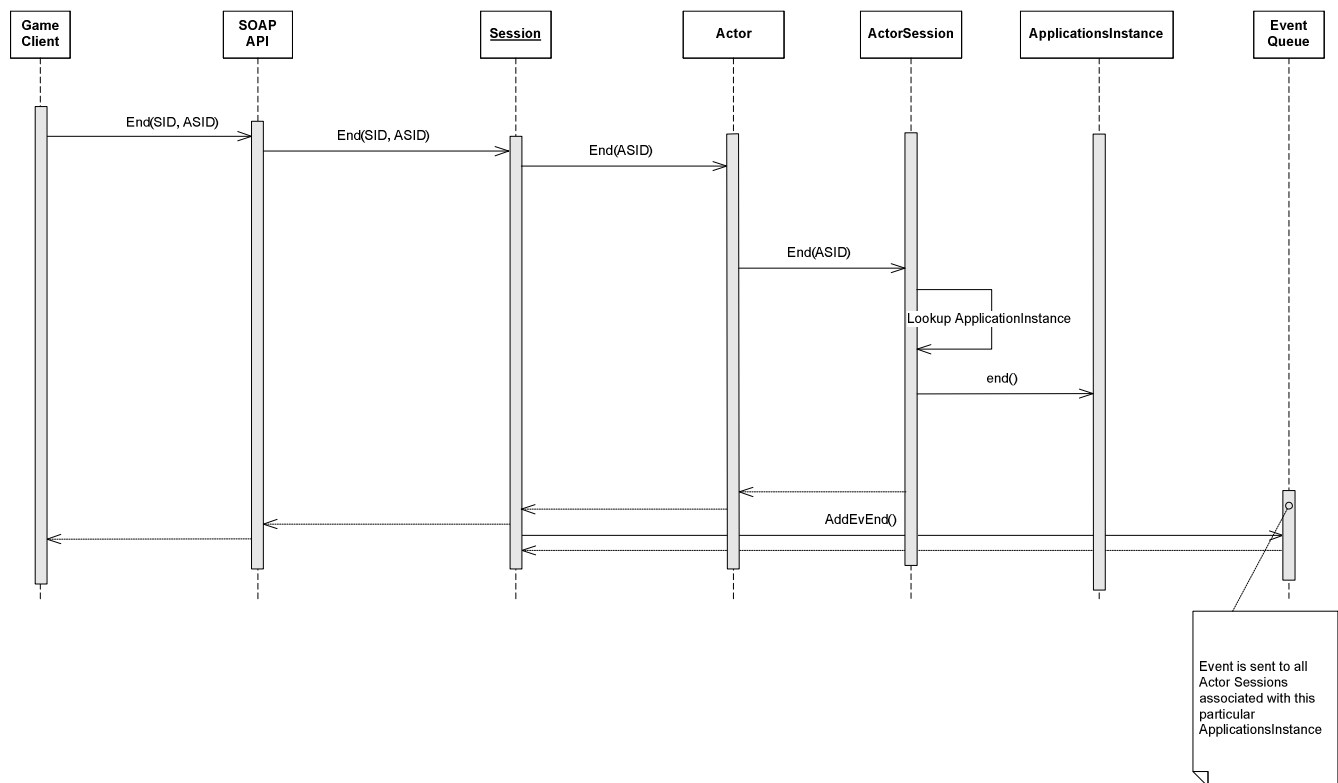 Game
Client
SOAP
API
Session
Actor
ActorSession
ApplicationsInstance
Event
Queue
End(SID, ASID)
End(SID, ASID)
End(ASID)
End(ASID)
Lookup ApplicationInstance
end()
AddEvEnd()
Event is sent to all
Actor Sessions
associated with this
particular
ApplicationsInstance